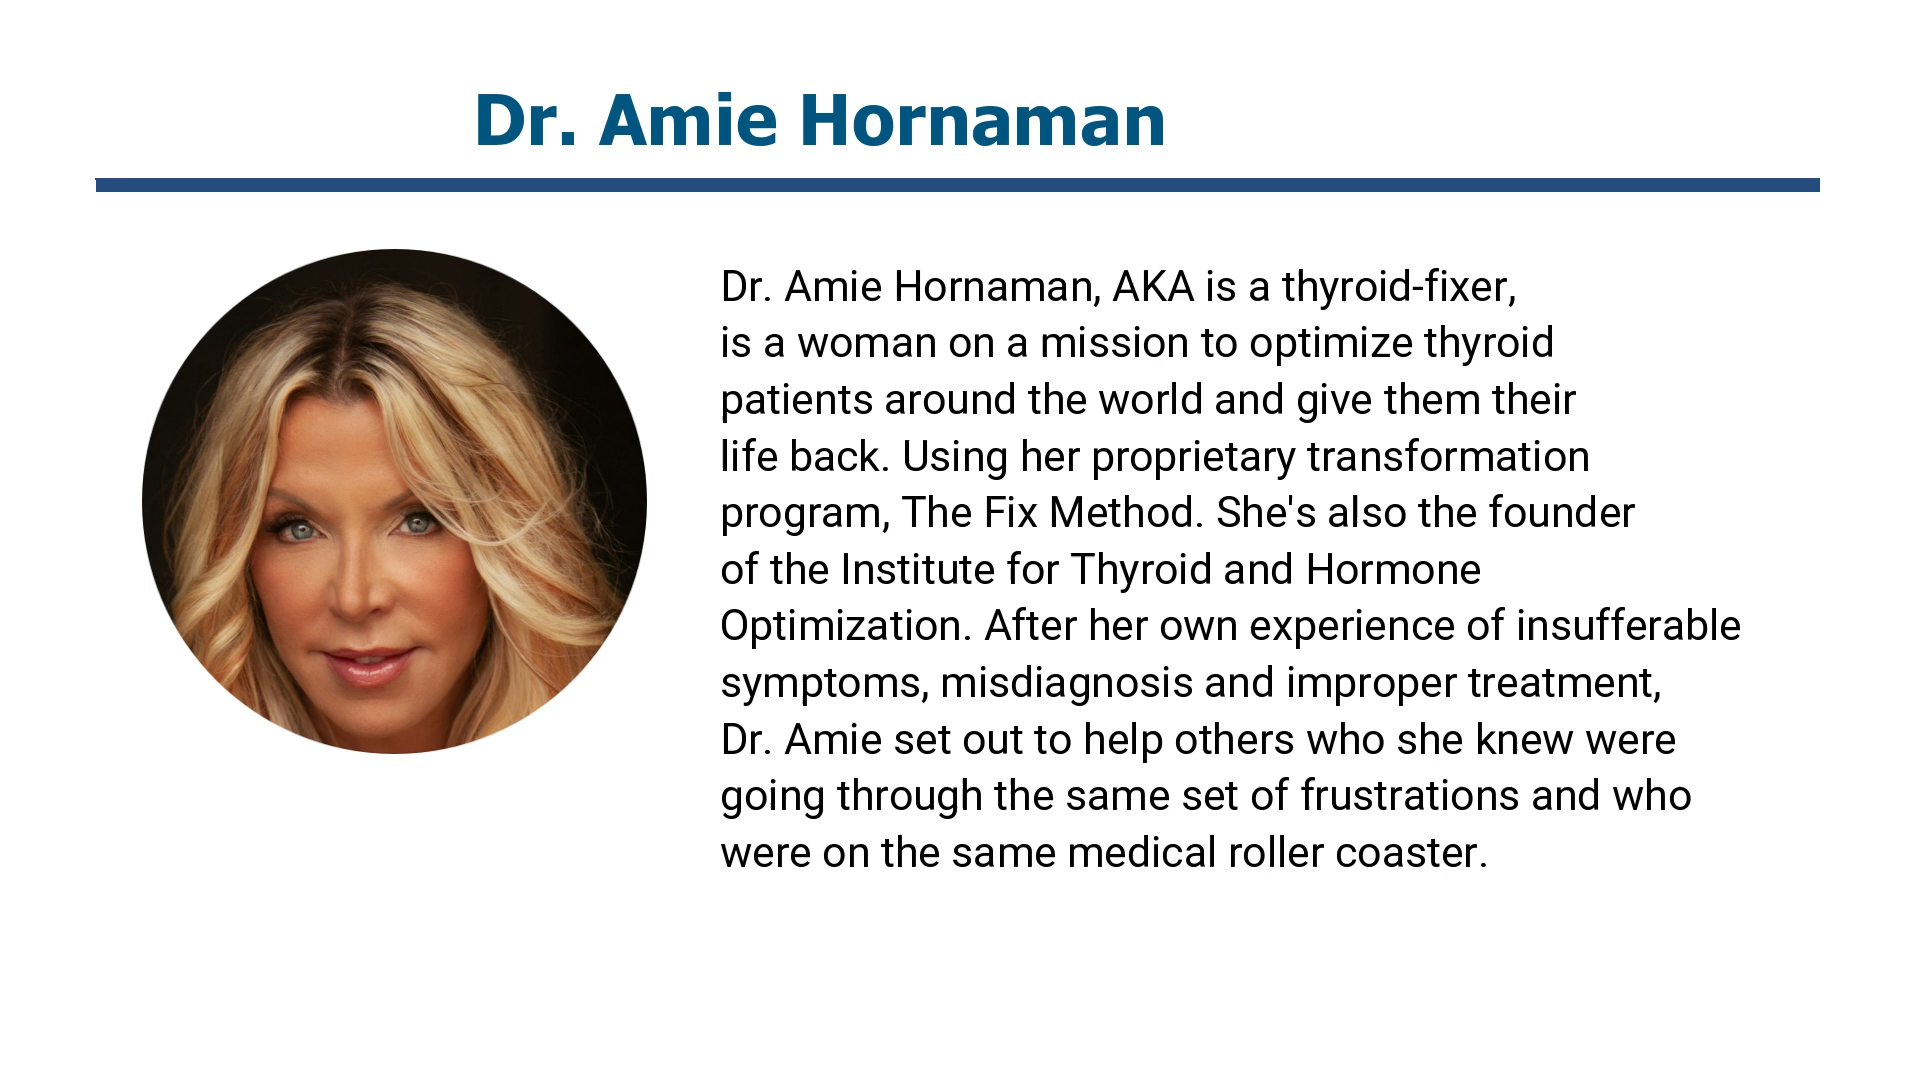 Dr. Amie Hornaman
Dr. Amie Hornaman, AKA is a thyroid-fixer,
is a woman on a mission to optimize thyroid
patients around the world and give them their
life back. Using her proprietary transformation
program, The Fix Method. She's also the founder
of the Institute for Thyroid and Hormone
Optimization. After her own experience of insufferable
symptoms, misdiagnosis and improper treatment,
Dr. Amie set out to help others who she knew were
going through the same set of frustrations and who
were on the same medical roller coaster.